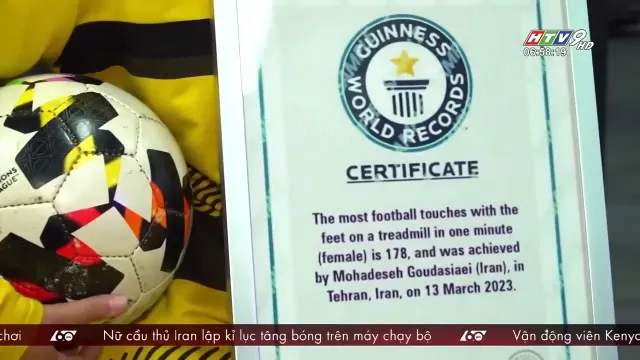 HTV9 HD
06:58:19
GUINNESS
WORLD RECORDS
CERTIFICATE
The most football touches with the
feet on a treadmill in one minute
(female) is 178, and was achieved
by Mohadeseh Goudasiaei (Iran), in
Tehran, Iran, on 13 March 2023.
chơi 60 Nữ cầu thủ Iran lập kỉ lục tâng bóng trên máy chạy bộ 60 Vận động viên Kenya